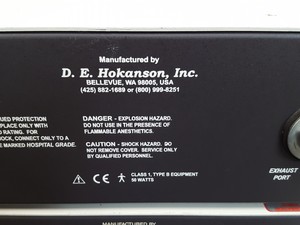 Manufactured by
D. E. Hokanson, Inc.
BELLEVUE, WA 98005, USA
(425) 882-1689 or (800) 999-8251
UED PROTECTION
PLACE ONLY WITH
D RATING. FOR
OCK, CONNECT ONLY TO A
E MARKED HOSPITAL GRADE.
DANGER - EXPLOSION HAZARD.
DO NOT USE IN THE PRESENCE OF
FLAMMABLE ANESTHETICS.
CAUTION - SHOCK HAZARD. DO
NOT REMOVE COVER. SERVICE ONLY
BY QUALIFIED PERSONNEL.
CE CLASS 1, TYPE B EQUIPMENT
50 WATTS
EXHAUST
PORT
MANUFACTURED BY